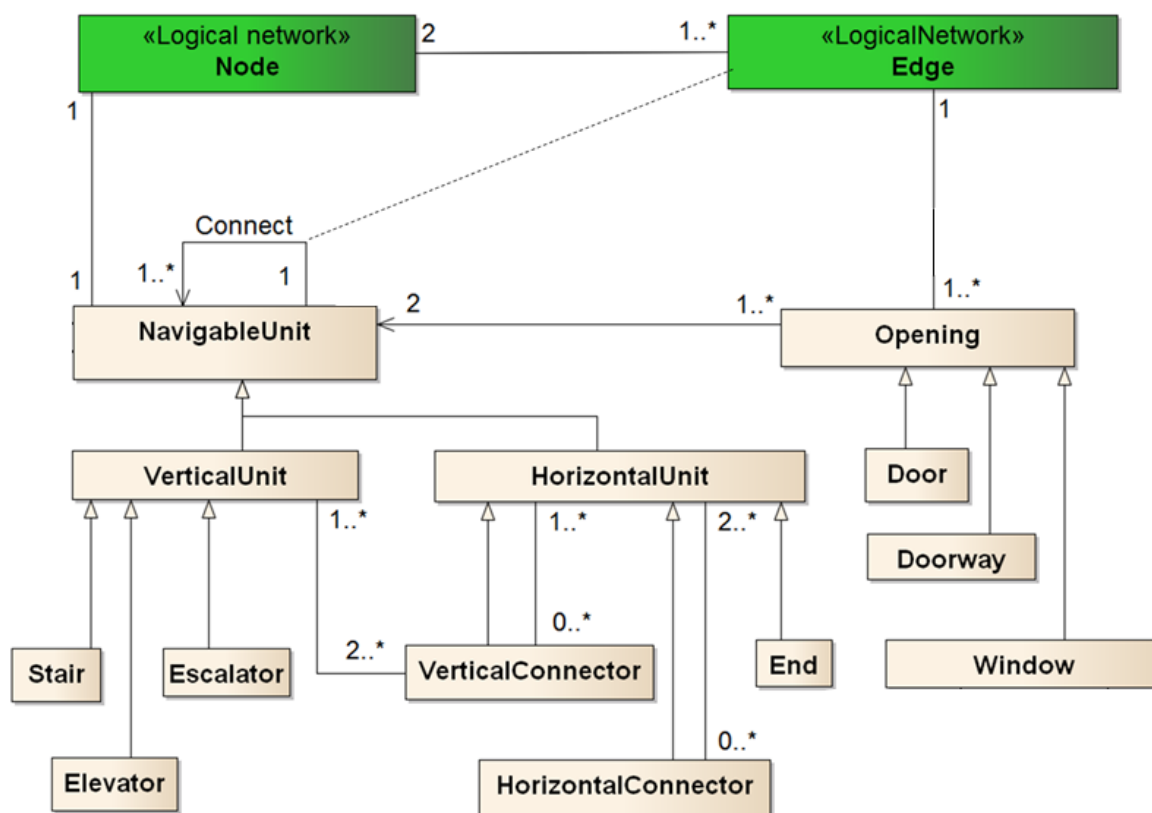 «Logical network»
Node
2
1..*
«LogicalNetwork»
Edge
1
1
Connect
1..*
1
1
2
1..*
1..*
NavigableUnit
Opening
VerticalUnit
HorizontalUnit
Door
1..*
1..*
2..*
Doorway
0..*
2..*
Stair
Escalator
VerticalConnector
End
Window
0..*
Elevator
HorizontalConnector